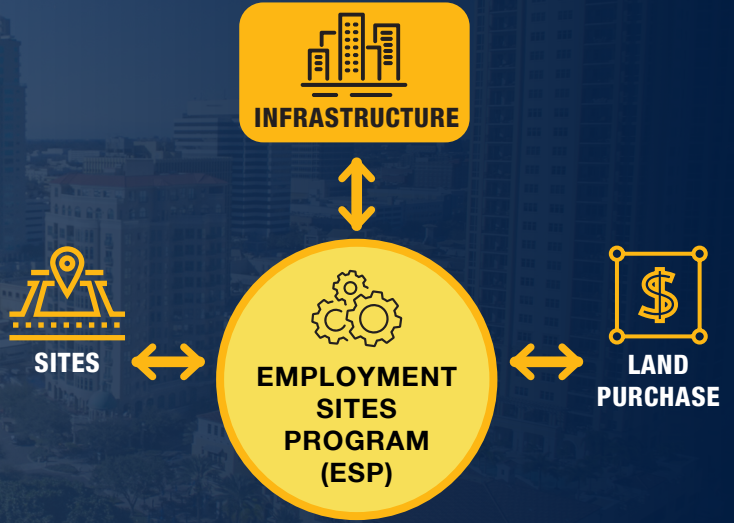 INFRASTRUCTURE
SITES
EMPLOYMENT
SITES
PROGRAM
(ESP)
LAND
PURCHASE
$